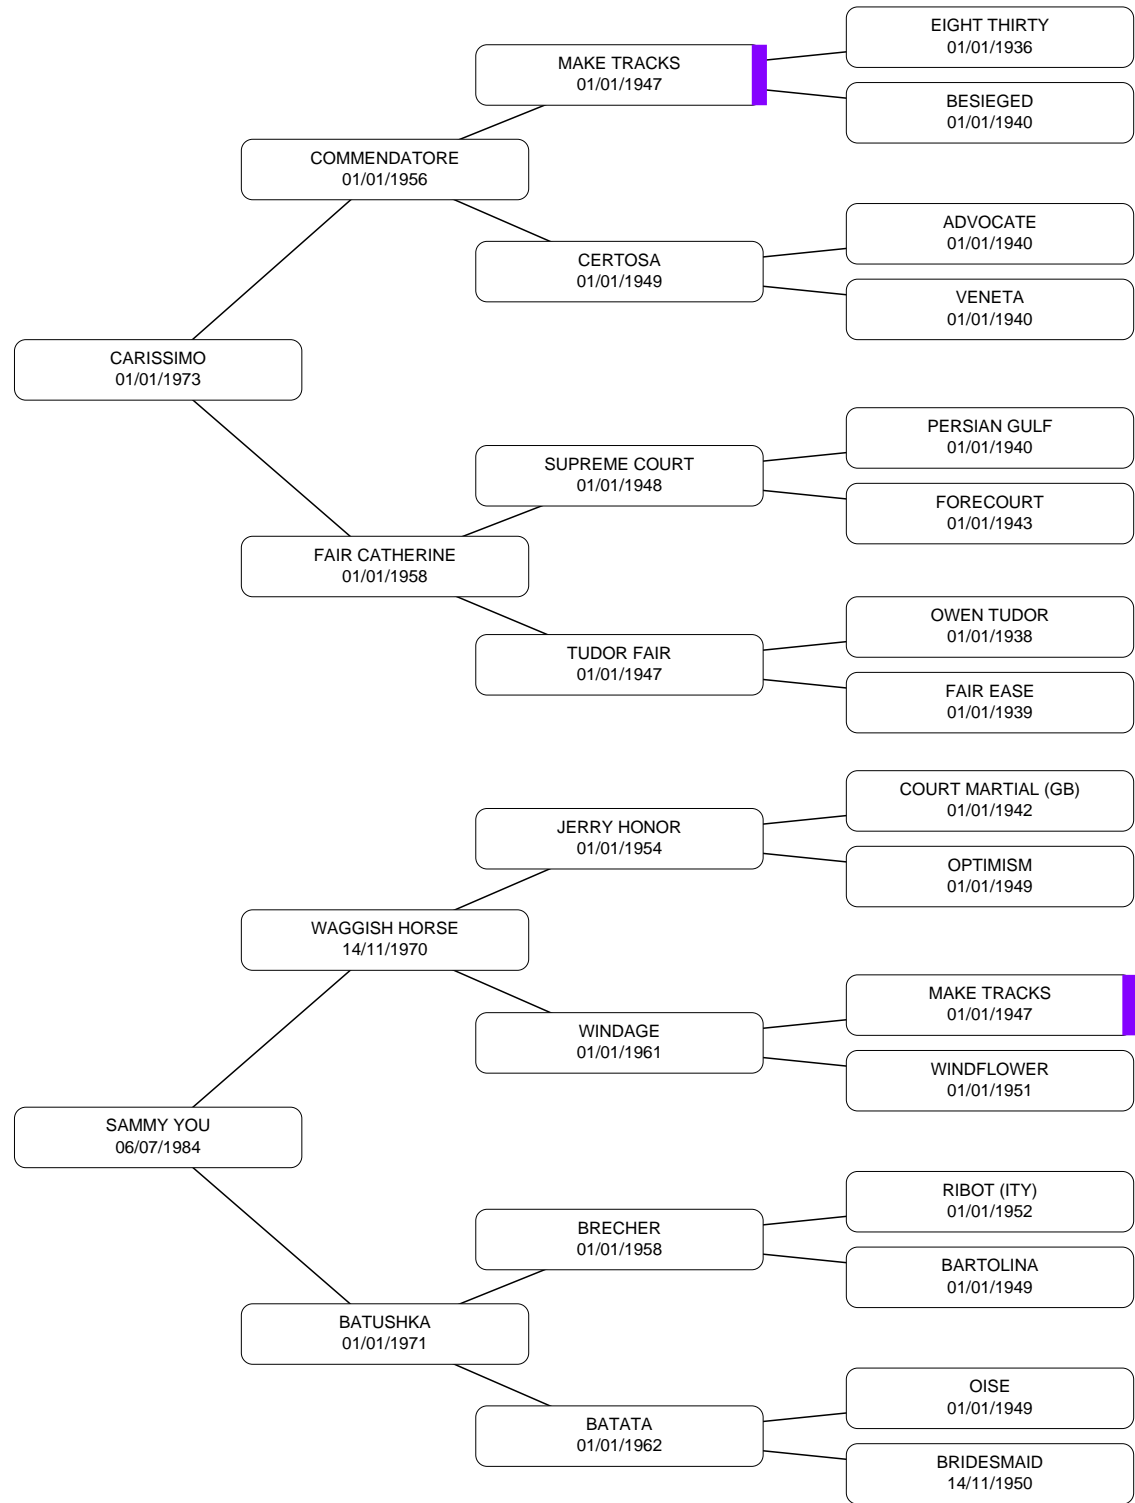 EIGHT THIRTY
01/01/1936
MAKE TRACKS
01/01/1947
BESIEGED
01/01/1940
COMMENDATORE
01/01/1956
ADVOCATE
01/01/1940
CERTOSA
01/01/1949
VENETA
01/01/1940
CARISSIMO
01/01/1973
PERSIAN GULF
01/01/1940
SUPREME COURT
01/01/1948
FORECOURT
01/01/1943
FAIR CATHERINE
01/01/1958
OWEN TUDOR
01/01/1938
TUDOR FAIR
01/01/1947
FAIR EASE
01/01/1939
COURT MARTIAL (GB)
01/01/1942
JERRY HONOR
01/01/1954
OPTIMISM
01/01/1949
WAGGISH HORSE
14/11/1970
MAKE TRACKS
01/01/1947
WINDAGE
01/01/1961
WINDFLOWER
01/01/1951
SAMMY YOU
06/07/1984
RIBOT (ITY)
01/01/1952
BRECHER
01/01/1958
BARTOLINA
01/01/1949
BATUSHKA
01/01/1971
OISE
01/01/1949
BATATA
01/01/1962
BRIDESMAID
14/11/1950